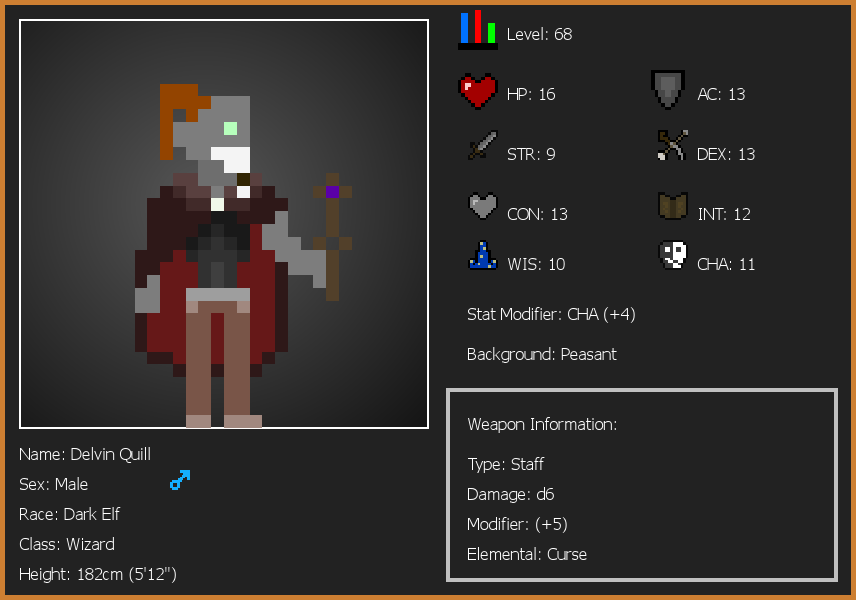 Level: 68
HP: 16
AC: 13
STR: 9
DEX: 13
CON: 13
INT: 12
WIS: 10
CHA: 11
Stat Modifier: CHA (+4)
Background: Peasant
Weapon Information:
Type: Staff
Damage: d6
Modifier: (+5)
Elemental: Curse
Name: Delvin Quill
Sex: Male
Race: Dark Elf
Class: Wizard
Height: 182cm (5'12")